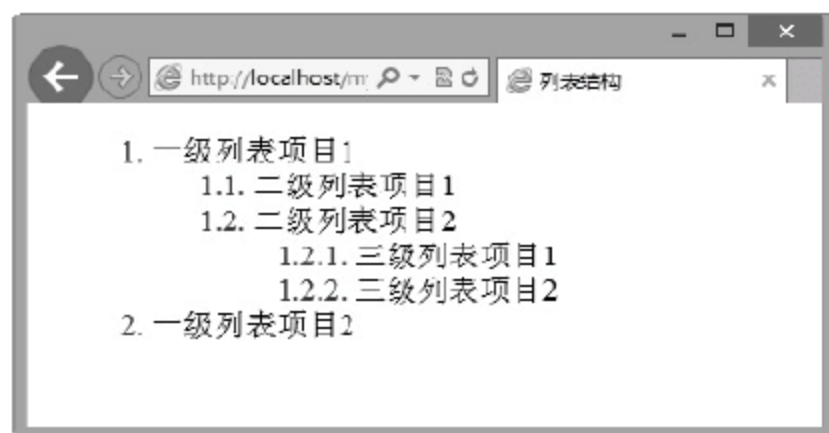 http://localhost/m
列表结构
1. 一级列表项目1
1.1. 二级列表项目1
1.2. 二级列表项目2
1.2.1. 三级列表项目1
1.2.2. 三级列表项目2
2. 一级列表项目2